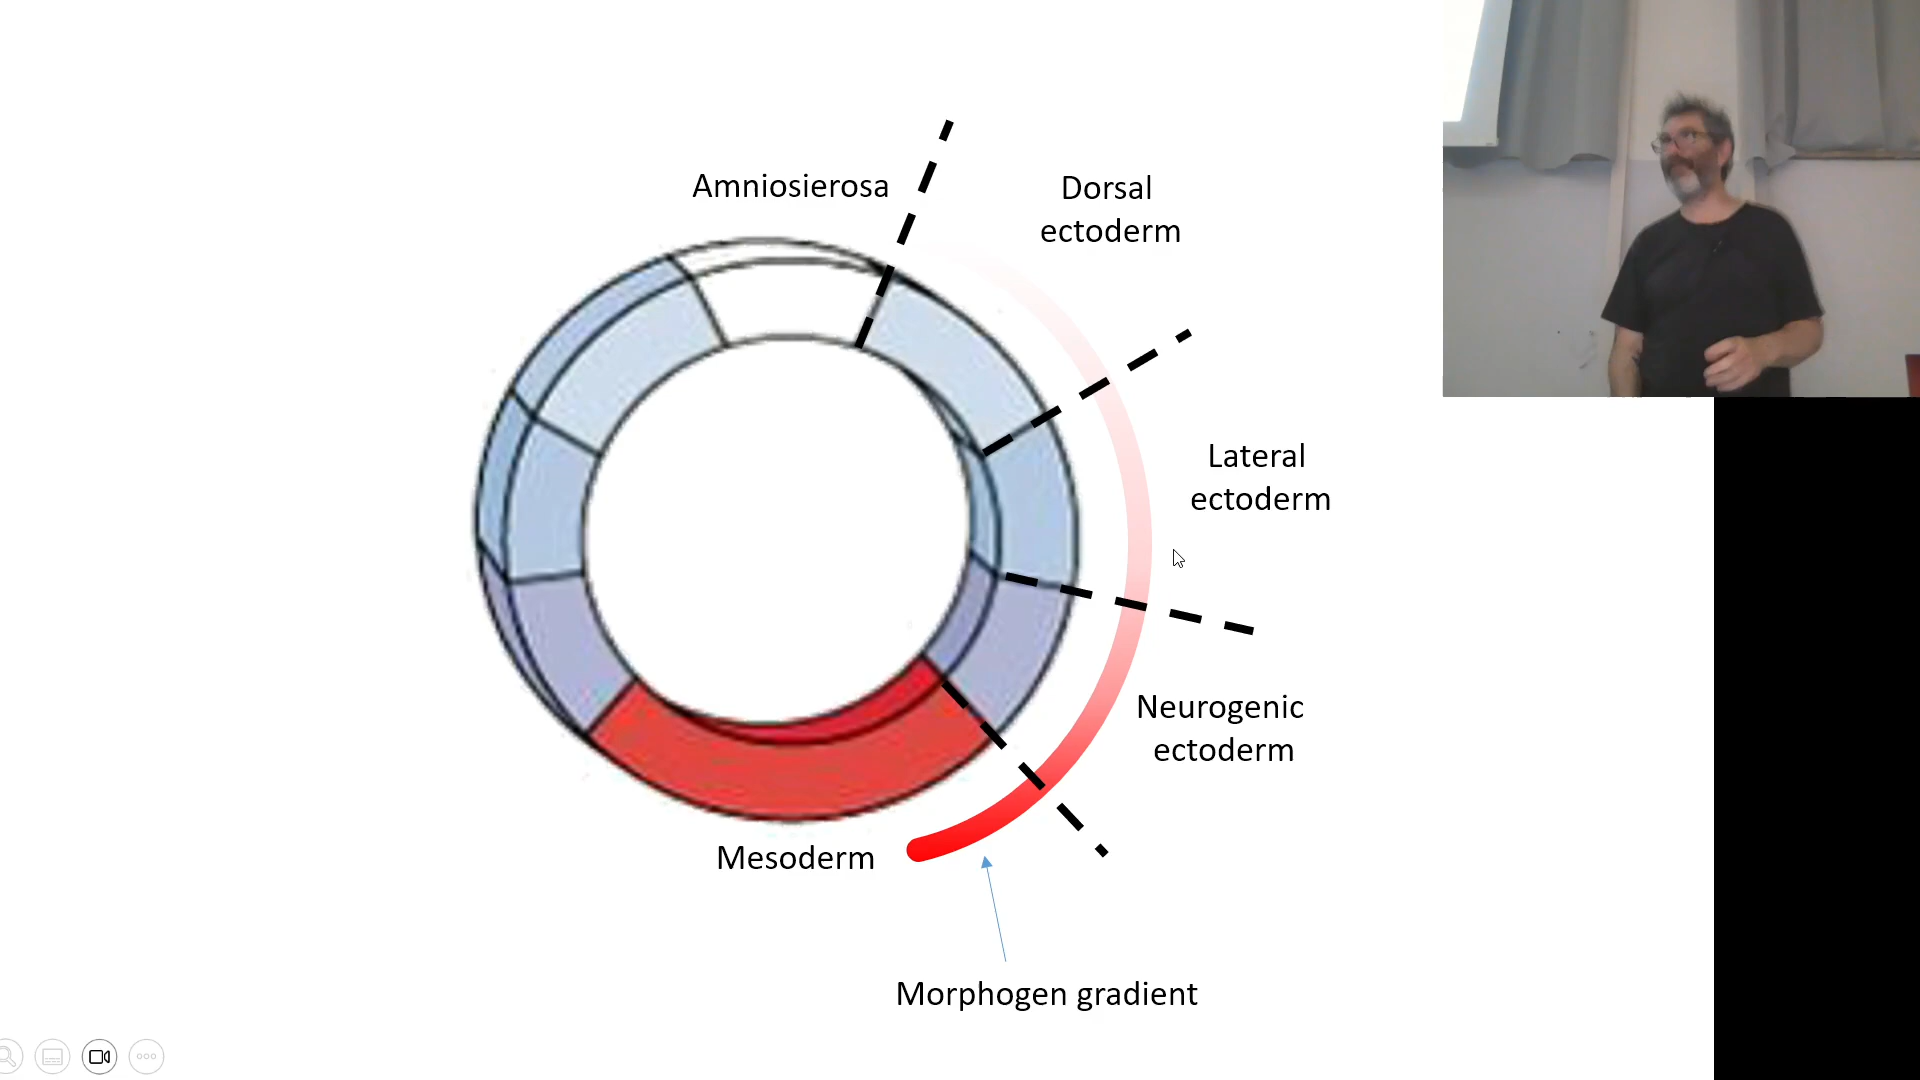 Amniosierosa
Dorsal
ectoderm
Lateral
ectoderm
Neurogenic
ectoderm
Mesoderm
Morphogen gradient